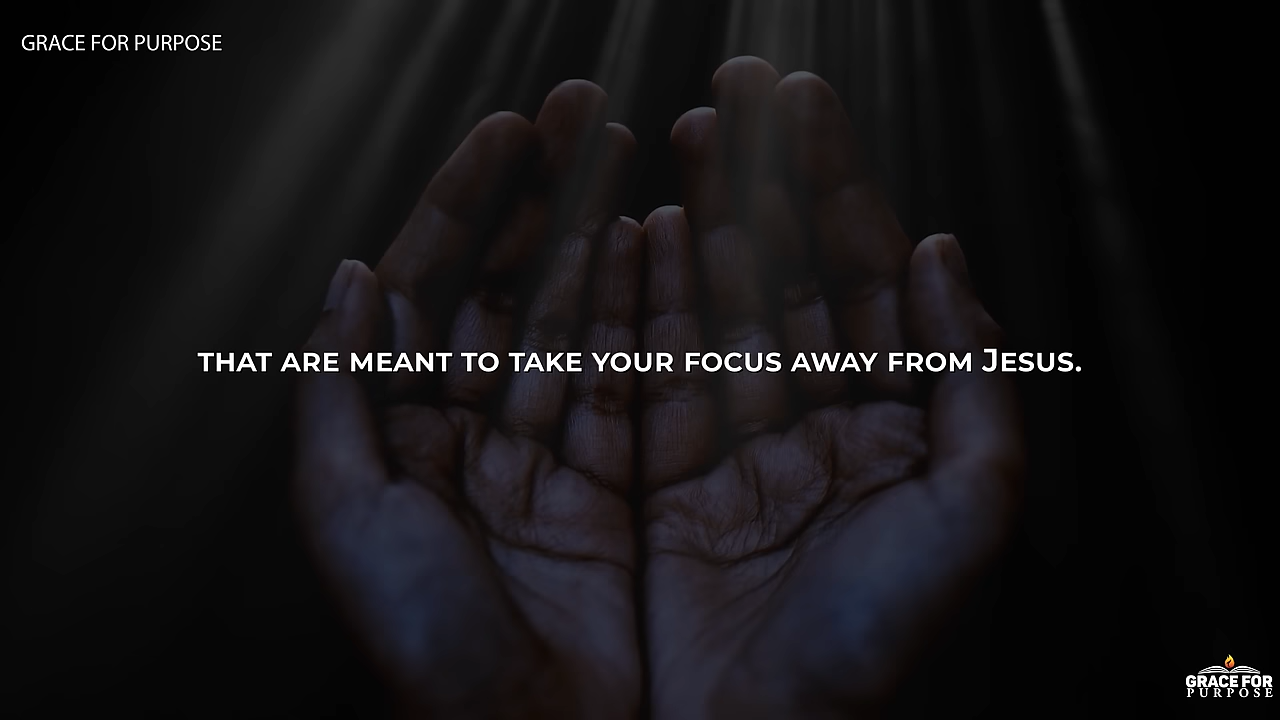 GRACE FOR PURPOSE
THAT ARE MEANT TO TAKE YOUR FOCUS AWAY FROM JESUS.
GRACE FOR
PURPOSE